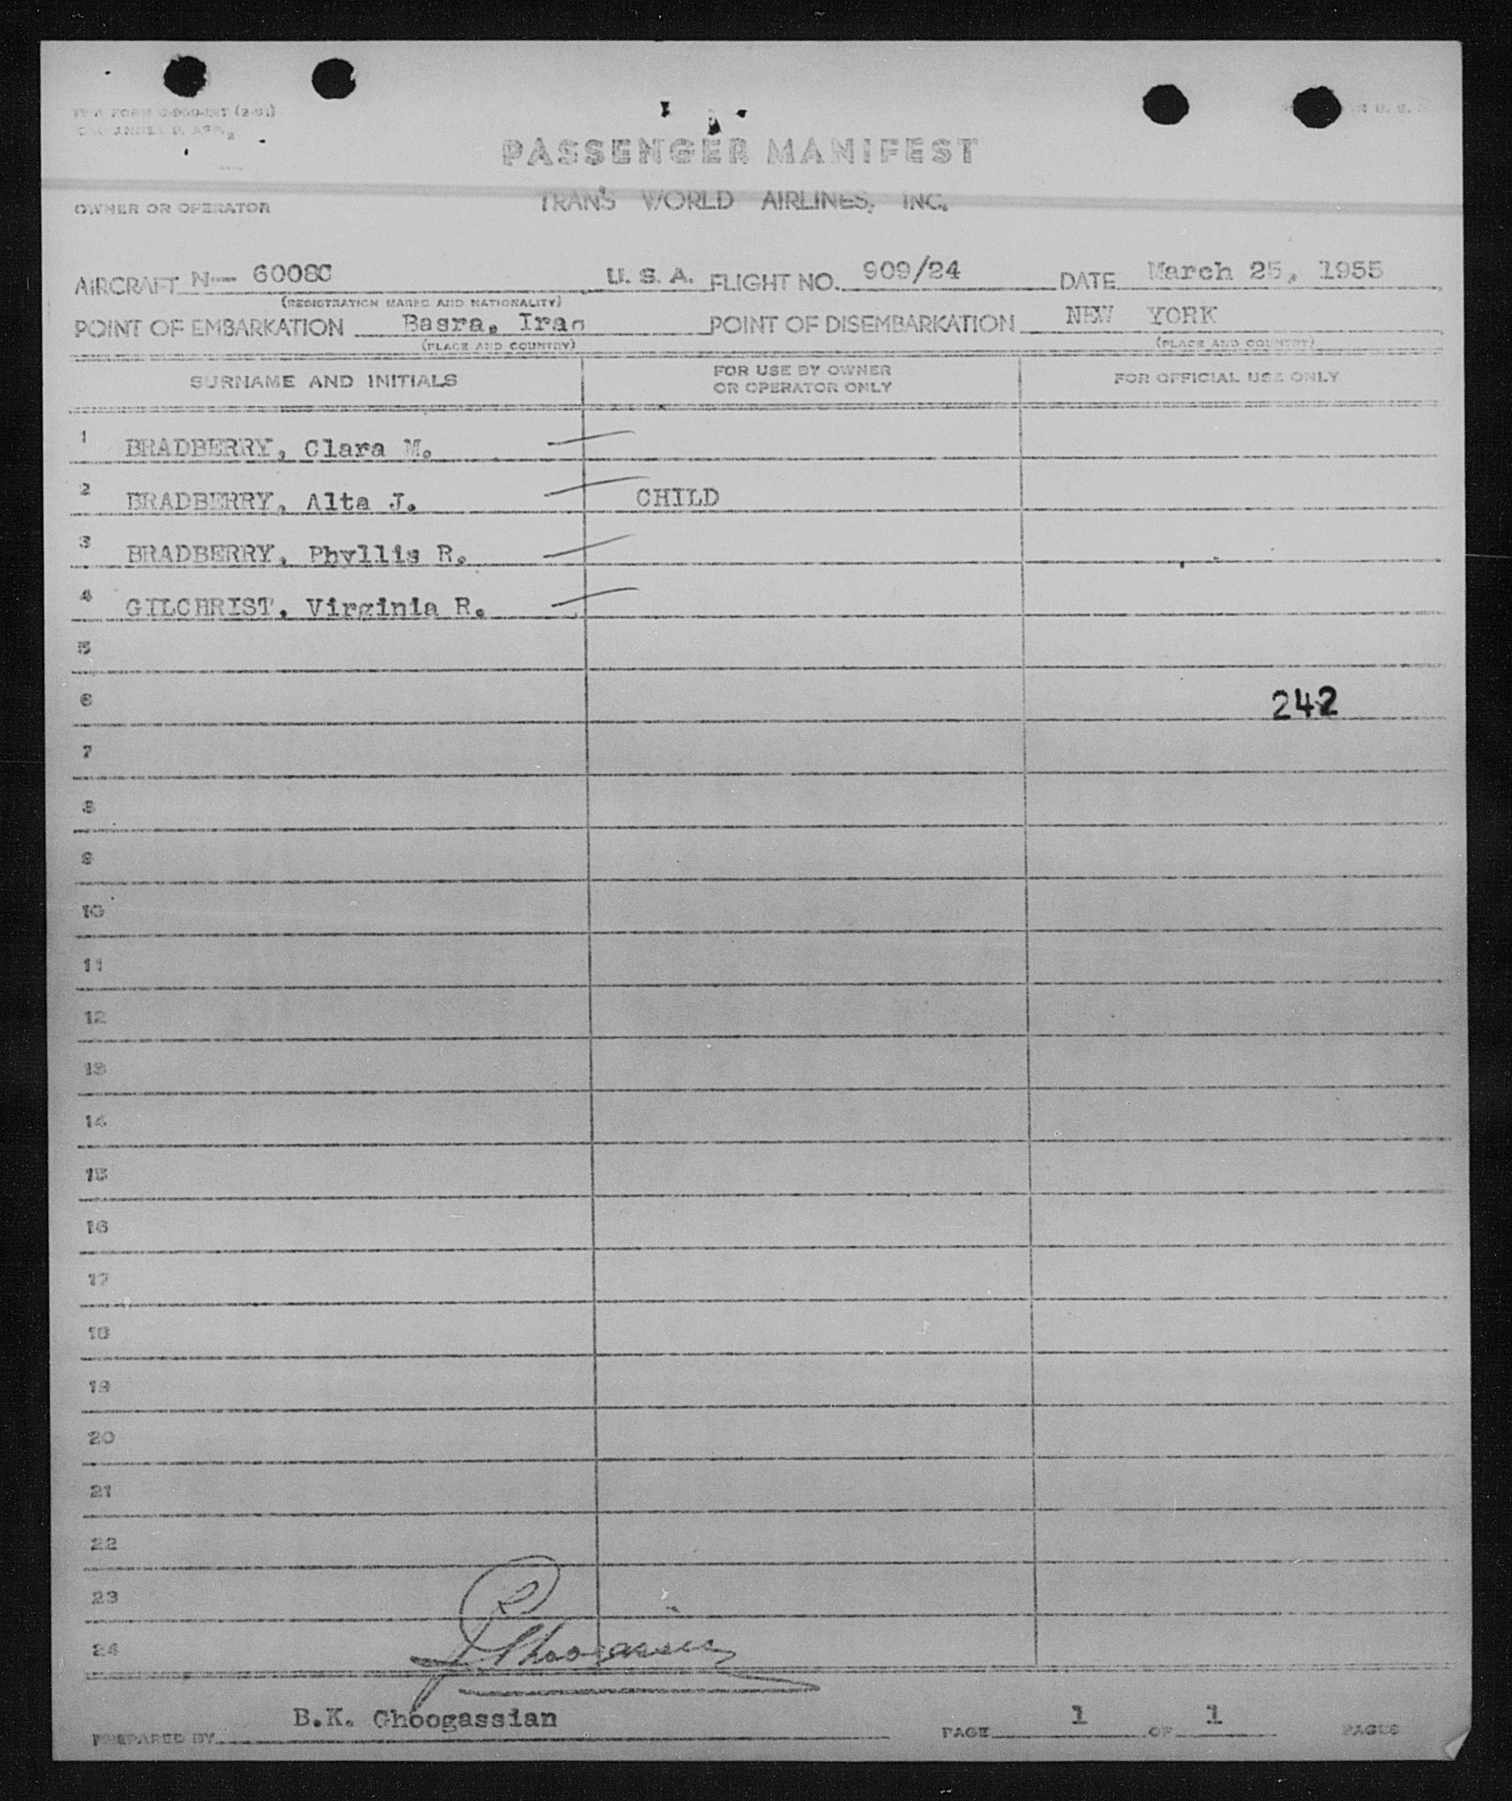 PASSENGER MANIFEST
OWNER OR OPERATOR TRANS WORLD AIRLINES, INC.
AIRCRAFT N— 6008C U. S. A. FLIGHT NO. 909/24 DATE March 25, 1955
(REGISTRATION MARKS AND NATIONALITY)
POINT OF EMBARKATION Basra, Iraq POINT OF DISEMBARKATION NEW YORK
(PLACE AND COUNTRY) (PLACE AND COUNTRY)
SURNAME AND INITIALS FOR USE BY OWNER OR OPERATOR ONLY FOR OFFICIAL USE ONLY
1 BRADBERRY, Clara M.
2 BRADBERRY, Alta J. CHILD
3 BRADBERRY, Phyllis R.
4 GILCHRIST, Virginia R.
5
6 242
7
8
9
10
11
12
13
14
15
16
17
18
19
20
21
22
23
24
PREPARED BY B.K. Ghoogassian PAGE 1 OF 1 PAGES